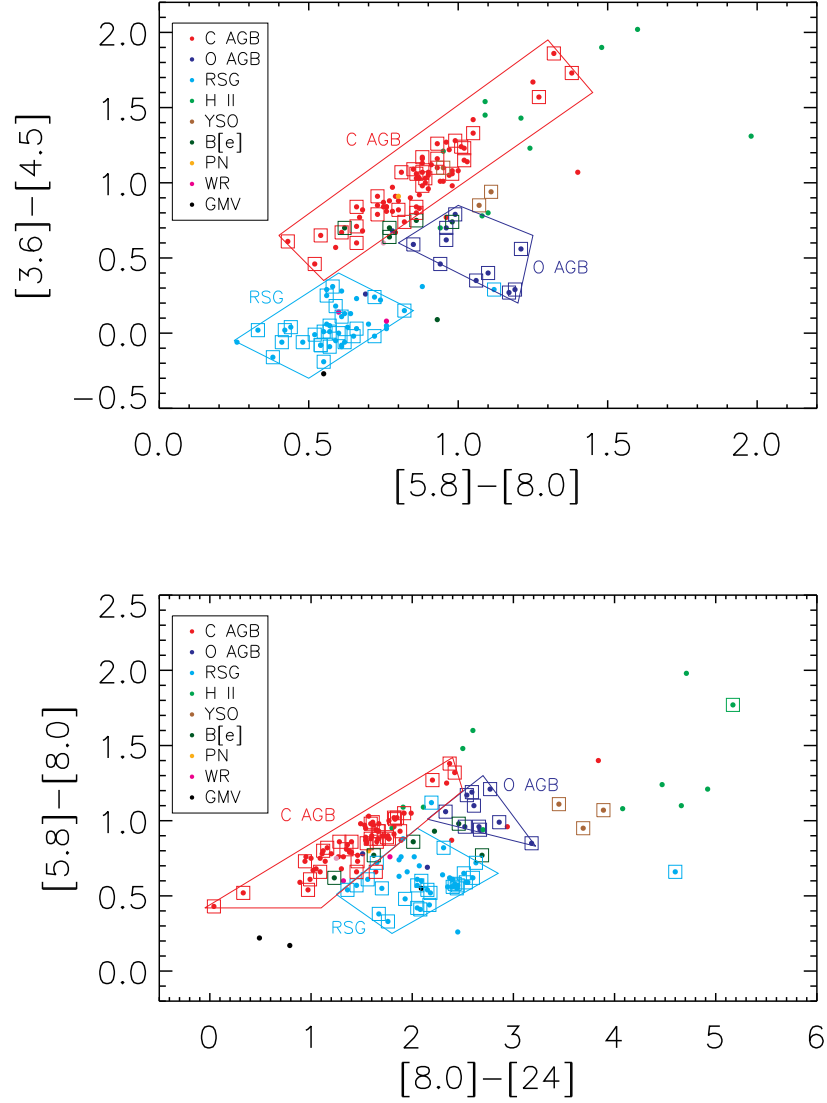 2.0
1.5
1.0
0.5
0.0
−0.5
[3.6]−[4.5]
C AGB
O AGB
RSG
H II
YSO
B[e]
PN
WR
GMV
C AGB
O AGB
RSG
0.0 0.5 1.0 1.5 2.0
[5.8]−[8.0]
2.5
2.0
1.5
1.0
0.5
0.0
[5.8]−[8.0]
C AGB
O AGB
RSG
H II
YSO
B[e]
PN
WR
GMV
O AGB
C AGB
RSG
0 1 2 3 4 5 6
[8.0]−[24]